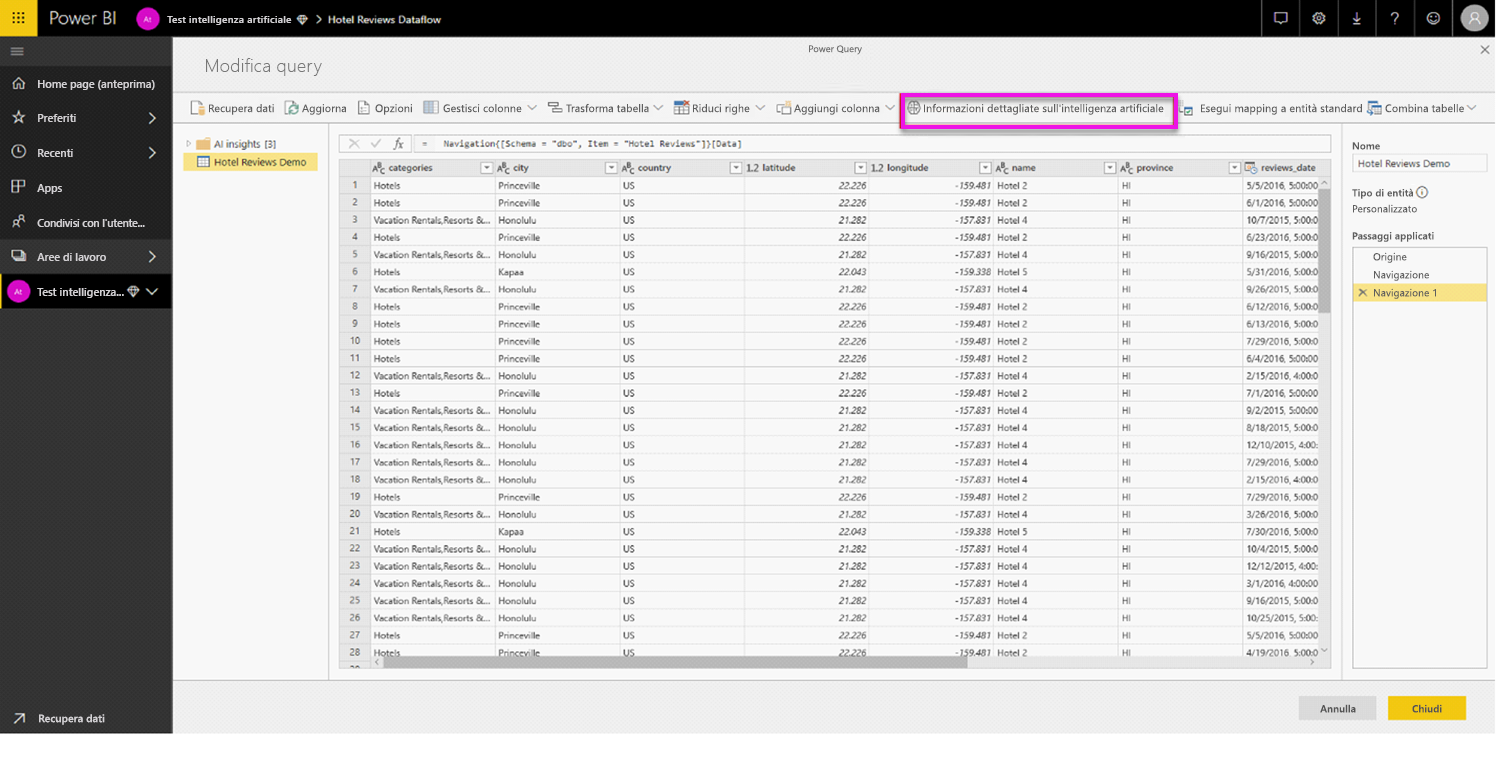 Power BI At Test intelligenza artificiale > Hotel Reviews Dataflow
Power Query
Modifica query
Home page (anteprima)
Preferiti
Recenti
Apps
Condivisi con l'utente...
Aree di lavoro
At Test intelligenza...
Recupera dati
Recupera dati Aggiorna Opzioni Gestisci colonne Trasforma tabella Riduci righe Aggiungi colonna Informazioni dettagliate sull'intelligenza artificiale Esegui mapping a entità standard Combina tabelle
AI insights [3]
Hotel Reviews Demo
fx = Navigation{[Schema = "dbo", Item = "Hotel Reviews"]}[Data]
categories city country 1.2 latitude 1.2 longitude name province reviews_date
1 Hotels Princeville US 22.226 -159.481 Hotel 2 HI 5/5/2016, 5:00:00
2 Hotels Princeville US 22.226 -159.481 Hotel 2 HI 6/1/2016, 5:00:00
3 Vacation Rentals,Resorts &... Honolulu US 21.282 -157.831 Hotel 4 HI 10/7/2015, 5:00:0
4 Hotels Princeville US 22.226 -159.481 Hotel 2 HI 6/23/2016, 5:00:0
5 Vacation Rentals,Resorts &... Honolulu US 21.282 -157.831 Hotel 4 HI 9/16/2015, 5:00:0
6 Hotels Kapaa US 22.043 -159.338 Hotel 5 HI 5/31/2016, 5:00:0
7 Vacation Rentals,Resorts &... Honolulu US 21.282 -157.831 Hotel 4 HI 9/26/2015, 5:00:0
8 Hotels Princeville US 22.226 -159.481 Hotel 2 HI 6/12/2016, 5:00:0
9 Hotels Princeville US 22.226 -159.481 Hotel 2 HI 6/13/2016, 5:00:0
10 Hotels Princeville US 22.226 -159.481 Hotel 2 HI 7/29/2016, 5:00:0
11 Hotels Princeville US 22.226 -159.481 Hotel 2 HI 6/4/2016, 5:00:00
12 Vacation Rentals,Resorts &... Honolulu US 21.282 -157.831 Hotel 4 HI 2/15/2016, 4:00:0
13 Hotels Princeville US 22.226 -159.481 Hotel 2 HI 7/1/2016, 5:00:00
14 Vacation Rentals,Resorts &... Honolulu US 21.282 -157.831 Hotel 4 HI 9/2/2015, 5:00:00
15 Vacation Rentals,Resorts &... Honolulu US 21.282 -157.831 Hotel 4 HI 8/18/2015, 5:00:0
16 Vacation Rentals,Resorts &... Honolulu US 21.282 -157.831 Hotel 4 HI 12/10/2015, 4:00:
17 Vacation Rentals,Resorts &... Honolulu US 21.282 -157.831 Hotel 4 HI 7/29/2016, 5:00:0
18 Vacation Rentals,Resorts &... Honolulu US 21.282 -157.831 Hotel 4 HI 2/15/2016, 4:00:0
19 Hotels Princeville US 22.226 -159.481 Hotel 2 HI 7/29/2016, 5:00:0
20 Vacation Rentals,Resorts &... Honolulu US 21.282 -157.831 Hotel 4 HI 3/26/2016, 5:00:0
21 Hotels Kapaa US 22.043 -159.338 Hotel 5 HI 7/30/2016, 5:00:0
22 Vacation Rentals,Resorts &... Honolulu US 21.282 -157.831 Hotel 4 HI 10/4/2015, 5:00:0
23 Vacation Rentals,Resorts &... Honolulu US 21.282 -157.831 Hotel 4 HI 12/12/2015, 4:00:
24 Vacation Rentals,Resorts &... Honolulu US 21.282 -157.831 Hotel 4 HI 3/1/2016, 4:00:00
25 Vacation Rentals,Resorts &... Honolulu US 21.282 -157.831 Hotel 4 HI 9/16/2015, 5:00:0
26 Vacation Rentals,Resorts &... Honolulu US 21.282 -157.831 Hotel 4 HI 10/25/2015, 5:00:
27 Hotels Princeville US 22.226 -159.481 Hotel 2 HI 5/5/2016, 5:00:00
28 Hotels Princeville US 22.226 -159.481 Hotel 2 HI 4/19/2016, 5:00:0
Nome
Hotel Reviews Demo
Tipo di entità
Personalizzato
Passaggi applicati
Origine
Navigazione
Navigazione 1
Annulla
Chiudi